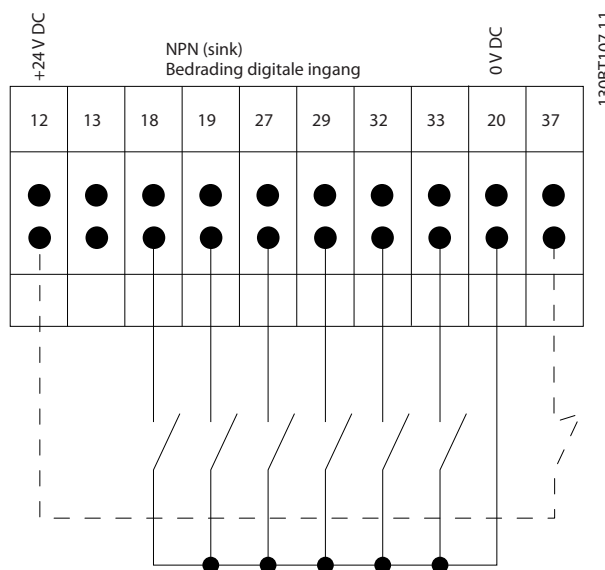 +24 V DC
NPN (sink)
Bedrading digitale ingang
0 V DC
130BT107.11
12 13 18 19 27 29 32 33 20 37